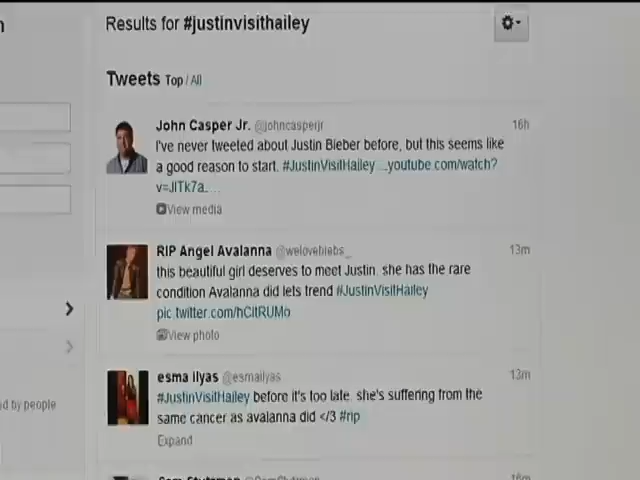 Results for #justinvisithailey
Tweets Top / All
John Casper Jr. @johncasperjr 16h
I've never tweeted about Justin Bieber before, but this seems like
a good reason to start. #JustinVisitHailey ...youtube.com/watch?
v=JlTk7a...
View media
RIP Angel Avalanna @welovebiebs_ 13m
this beautiful girl deserves to meet Justin. she has the rare
condition Avalanna did lets trend #JustinVisitHailey
pic.twitter.com/hCitRUMo
View photo
esma ilyas @esmailyas 13m
#JustinVisitHailey before it's too late. she's suffering from the
ed by people
same cancer as avalanna did </3 #rip
Expand